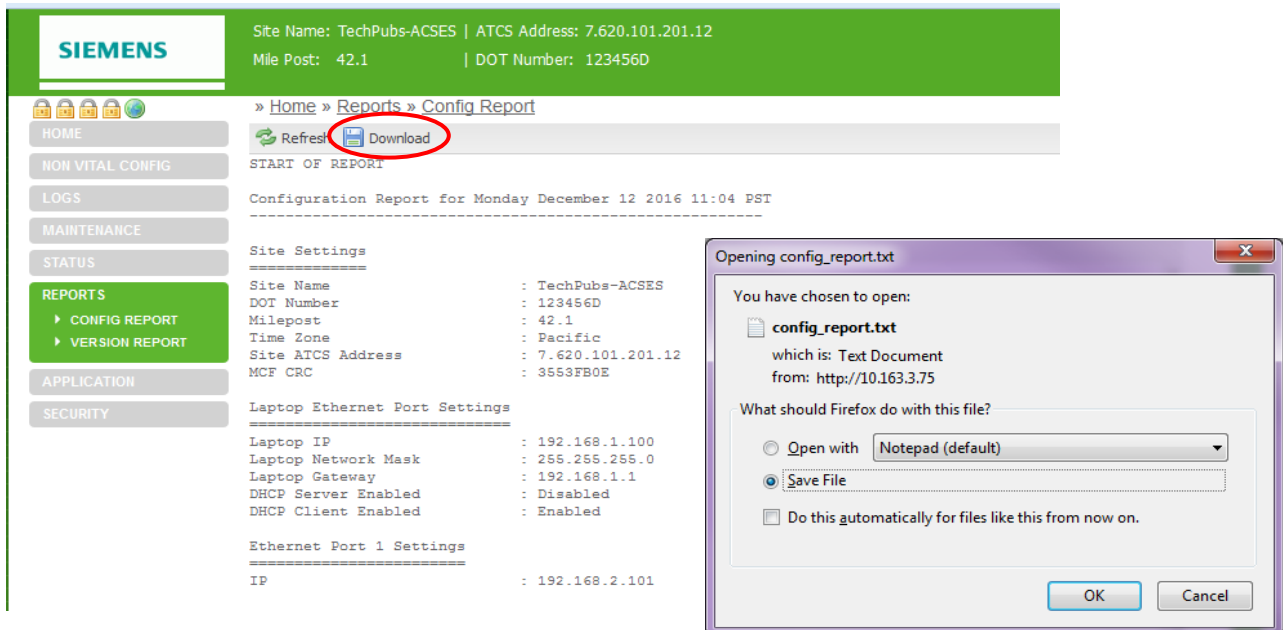 SIEMENS
Site Name: TechPubs-ACSES | ATCS Address: 7.620.101.201.12
Mile Post: 42.1 | DOT Number: 123456D
» Home » Reports » Config Report
HOME
NON VITAL CONFIG
LOGS
MAINTENANCE
STATUS
REPORTS
CONFIG REPORT
VERSION REPORT
APPLICATION
SECURITY
Refresh Download
START OF REPORT
Configuration Report for Monday December 12 2016 11:04 PST
---------------------------------------------------------
Site Settings
=============
Site Name : TechPubs-ACSES
DOT Number : 123456D
Milepost : 42.1
Time Zone : Pacific
Site ATCS Address : 7.620.101.201.12
MCF CRC : 3553FB0E
Laptop Ethernet Port Settings
=============================
Laptop IP : 192.168.1.100
Laptop Network Mask : 255.255.255.0
Laptop Gateway : 192.168.1.1
DHCP Server Enabled : Disabled
DHCP Client Enabled : Enabled
Ethernet Port 1 Settings
========================
IP : 192.168.2.101
Opening config_report.txt
You have chosen to open:
config_report.txt
which is: Text Document
from: http://10.163.3.75
What should Firefox do with this file?
Open with Notepad (default)
Save File
Do this automatically for files like this from now on.
OK Cancel